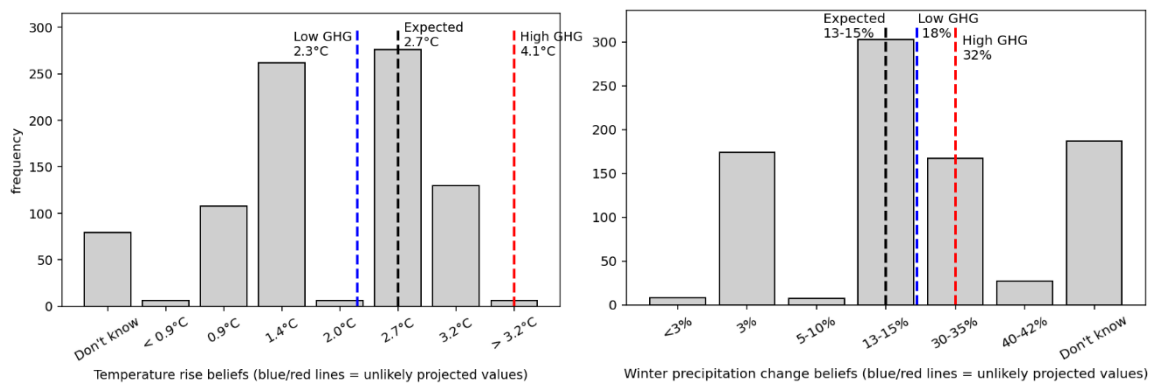 300
250
200
150
100
50
0
frequency
Low GHG
2.3°C
Expected
2.7°C
High GHG
4.1°C
Don't know
< 0.9°C
0.9°C
1.4°C
2.0°C
2.7°C
3.2°C
> 3.2°C
Temperature rise beliefs (blue/red lines = unlikely projected values)
300
250
200
150
100
50
0
Expected
13-15%
Low GHG
18%
High GHG
32%
<3%
3%
5-10%
13-15%
30-35%
40-42%
Don't know
Winter precipitation change beliefs (blue/red lines = unlikely projected values)